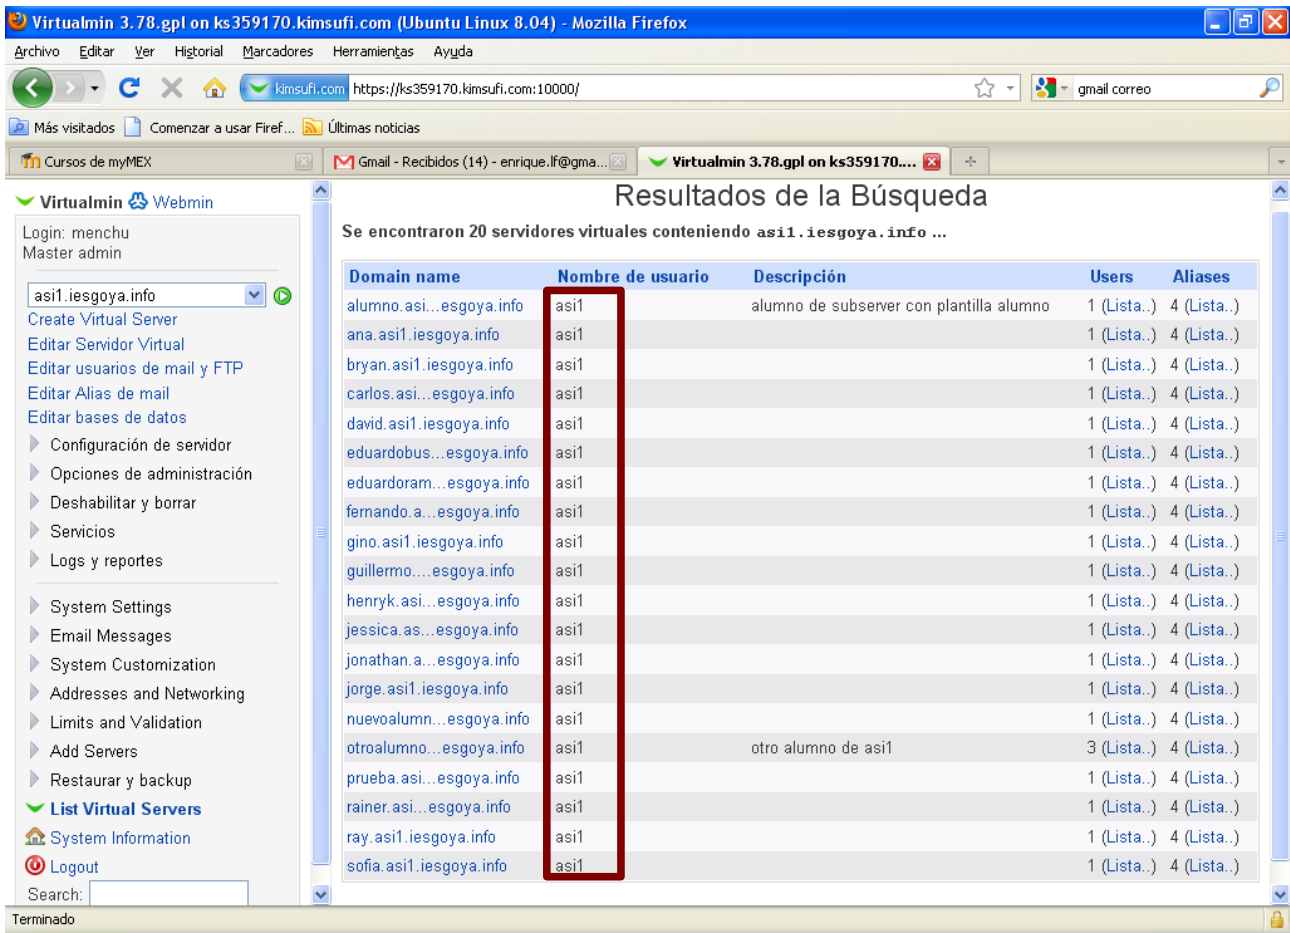 Virtualmin 3.78.gpl on ks359170.kimsufi.com (Ubuntu Linux 8.04) - Mozilla Firefox
Archivo Editar Ver Historial Marcadores Herramientas Ayuda
kimsufi.com https://ks359170.kimsufi.com:10000/ gmail correo
Más visitados Comenzar a usar Firef... Últimas noticias
Cursos de myMEX Gmail - Recibidos (14) - enrique.lf@gma... Virtualmin 3.78.gpl on ks359170....
Virtualmin Webmin
Login: menchu
Master admin
asi1.iesgoya.info
Create Virtual Server
Editar Servidor Virtual
Editar usuarios de mail y FTP
Editar Alias de mail
Editar bases de datos
Configuración de servidor
Opciones de administración
Deshabilitar y borrar
Servicios
Logs y reportes
System Settings
Email Messages
System Customization
Addresses and Networking
Limits and Validation
Add Servers
Restaurar y backup
List Virtual Servers
System Information
Logout
Search:
Resultados de la Búsqueda
Se encontraron 20 servidores virtuales conteniendo asi1.iesgoya.info ...
Domain name Nombre de usuario Descripción Users Aliases
alumno.asi...esgoya.info asi1 alumno de subserver con plantilla alumno 1 (Lista..) 4 (Lista..)
ana.asi1.iesgoya.info asi1 1 (Lista..) 4 (Lista..)
bryan.asi1.iesgoya.info asi1 1 (Lista..) 4 (Lista..)
carlos.asi...esgoya.info asi1 1 (Lista..) 4 (Lista..)
david.asi1.iesgoya.info asi1 1 (Lista..) 4 (Lista..)
eduardobus...esgoya.info asi1 1 (Lista..) 4 (Lista..)
eduardoram...esgoya.info asi1 1 (Lista..) 4 (Lista..)
fernando.a...esgoya.info asi1 1 (Lista..) 4 (Lista..)
gino.asi1.iesgoya.info asi1 1 (Lista..) 4 (Lista..)
guillermo....esgoya.info asi1 1 (Lista..) 4 (Lista..)
henryk.asi...esgoya.info asi1 1 (Lista..) 4 (Lista..)
jessica.as...esgoya.info asi1 1 (Lista..) 4 (Lista..)
jonathan.a...esgoya.info asi1 1 (Lista..) 4 (Lista..)
jorge.asi1.iesgoya.info asi1 1 (Lista..) 4 (Lista..)
nuevoalumn...esgoya.info asi1 1 (Lista..) 4 (Lista..)
otroalumno...esgoya.info asi1 otro alumno de asi1 3 (Lista..) 4 (Lista..)
prueba.asi...esgoya.info asi1 1 (Lista..) 4 (Lista..)
rainer.asi...esgoya.info asi1 1 (Lista..) 4 (Lista..)
ray.asi1.iesgoya.info asi1 1 (Lista..) 4 (Lista..)
sofia.asi1.iesgoya.info asi1 1 (Lista..) 4 (Lista..)
Terminado